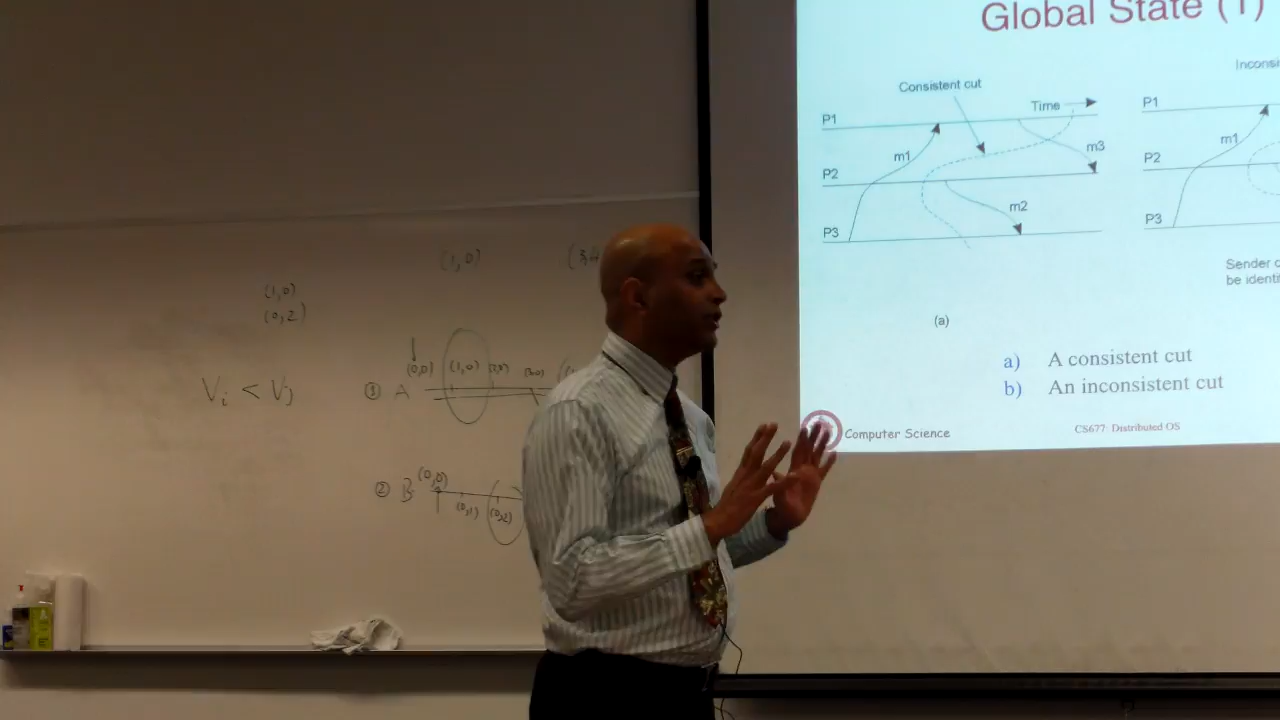 Global State (1)
Consistent cut
Time
P1
m1
m3
P2
m2
P3
(a)
P1
m1
P2
P3
a) A consistent cut
b) An inconsistent cut
Computer Science
CS677: Distributed OS
(1,0)
(1,0)
(0,2)
Vi < Vj
③ A (0,0) (1,0)
② B (0,0)
(0,1) (0,2)